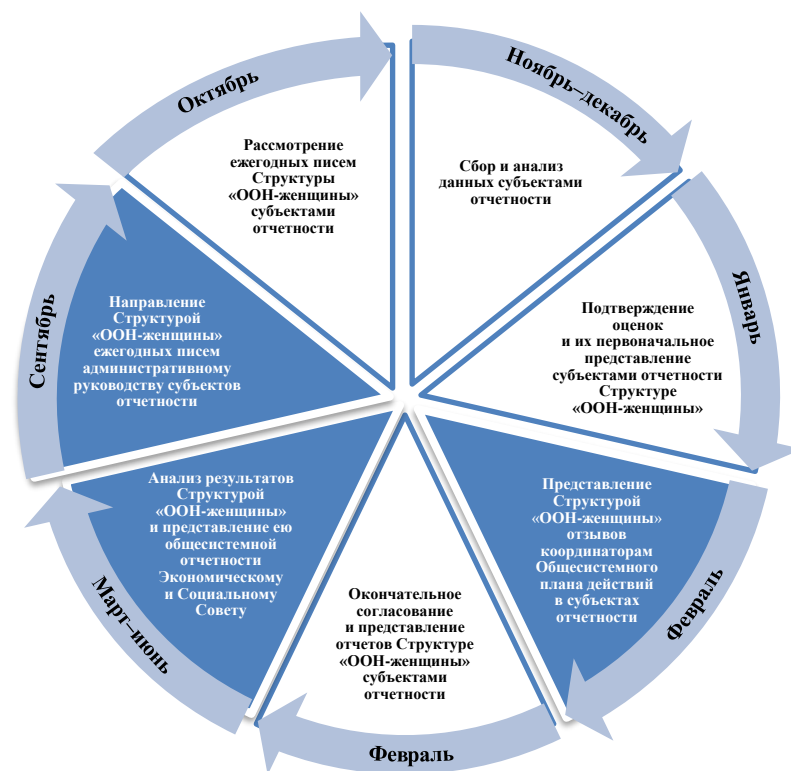 Ноябрь–декабрь
Сбор и анализ
данных субъектами
отчетности
Январь
Подтверждение
оценок
и их первоначальное
представление
субъектами отчетности
Структуре
«ООН-женщины»
Февраль
Представление
Структурой
«ООН-женщины»
отзывов
координаторам
Общесистемного
плана действий
в субъектах
отчетности
Февраль
Окончательное
согласование
и представление
отчетов Структуре
«ООН-женщины»
субъектами
отчетности
Март–июнь
Анализ результатов
Структурой
«ООН-женщины»
и представление ею
общесистемной
отчетности
Экономическому
и Социальному
Совету
Сентябрь
Направление
Структурой
«ООН-женщины»
ежегодных писем
административному
руководству субъектов
отчетности
Октябрь
Рассмотрение
ежегодных писем
Структуры
«ООН-женщины»
субъектами
отчетности